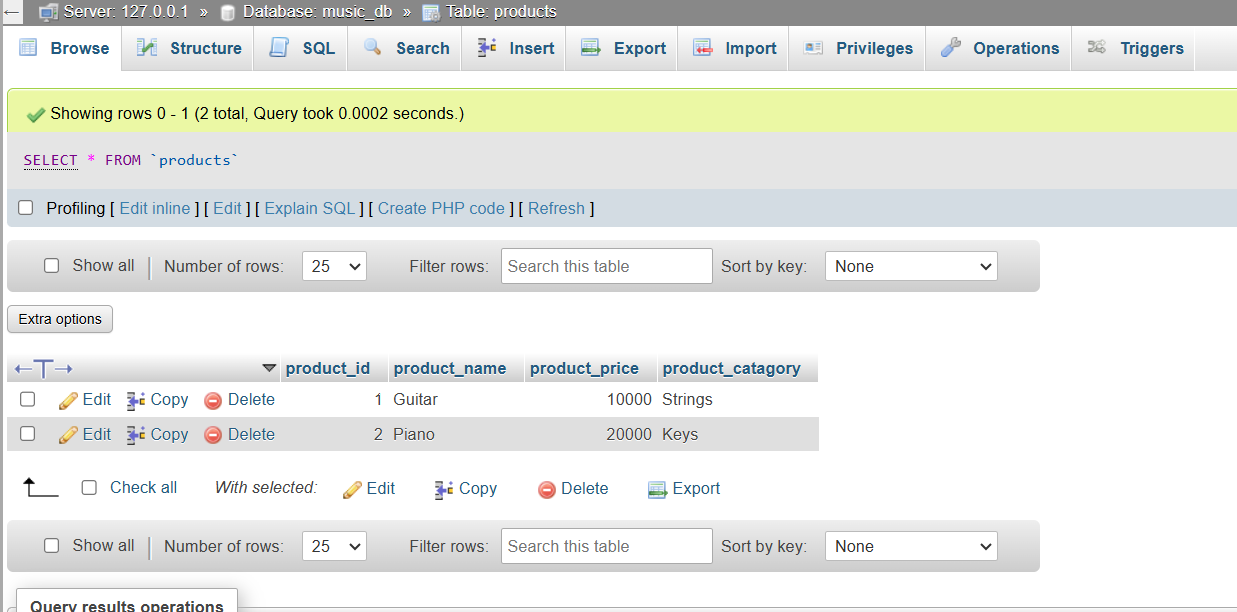 Server: 127.0.0.1 » Database: music_db » Table: products
Browse Structure SQL Search Insert Export Import Privileges Operations Triggers
Showing rows 0 - 1 (2 total, Query took 0.0002 seconds.)
SELECT * FROM `products`
Profiling [ Edit inline ] [ Edit ] [ Explain SQL ] [ Create PHP code ] [ Refresh ]
Show all Number of rows: 25 Filter rows: Search this table Sort by key: None
Extra options
product_id product_name product_price product_catagory
Edit Copy Delete 1 Guitar 10000 Strings
Edit Copy Delete 2 Piano 20000 Keys
Check all With selected: Edit Copy Delete Export
Show all Number of rows: 25 Filter rows: Search this table Sort by key: None
Query results operations